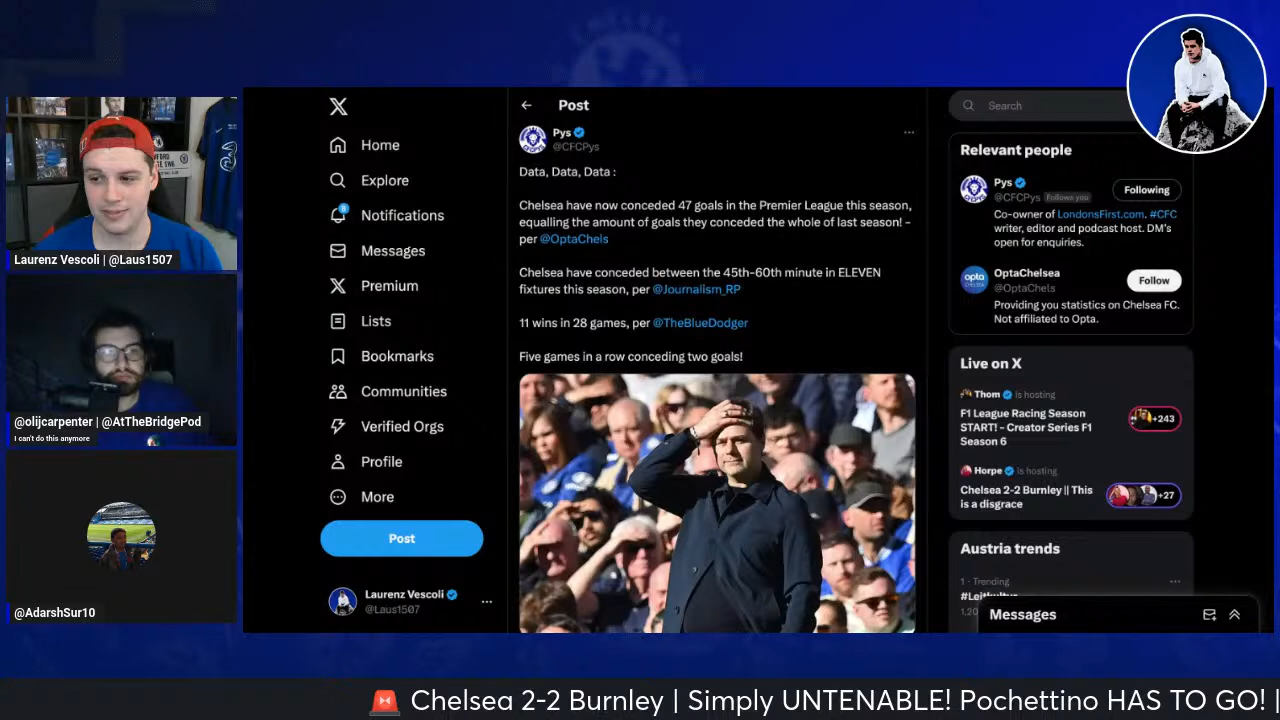 Laurenz Vescoli | @Laus1507
@olijcarpenter | @AtTheBridgePod
I can't do this anymore
@AdarshSur10
Home
Explore
8
Notifications
Messages
Premium
Lists
Bookmarks
Communities
Verified Orgs
Profile
More
Post
Laurenz Vescoli
@Laus1507
Post
Pys
@CFCPys
Data, Data, Data :
Chelsea have now conceded 47 goals in the Premier League this season,
equalling the amount of goals they conceded the whole of last season! -
per @OptaChels
Chelsea have conceded between the 45th-60th minute in ELEVEN
fixtures this season, per @Journalism_RP
11 wins in 28 games, per @TheBlueDodger
Five games in a row conceding two goals!
Search
Relevant people
Pys
@CFCPys Follows you
Following
Co-owner of LondonsFirst.com. #CFC
writer, editor and podcast host. DM's
open for enquiries.
OptaChelsea
@OptaChels
Follow
Providing you statistics on Chelsea FC.
Not affiliated to Opta.
Live on X
Thom is hosting
F1 League Racing Season
START! - Creator Series F1
Season 6
+243
Horpe is hosting
Chelsea 2-2 Burnley || This
is a disgrace
+27
Austria trends
1 · Trending
#Leitkultur
Messages
Chelsea 2-2 Burnley | Simply UNTENABLE! Pochettino HAS TO GO! |